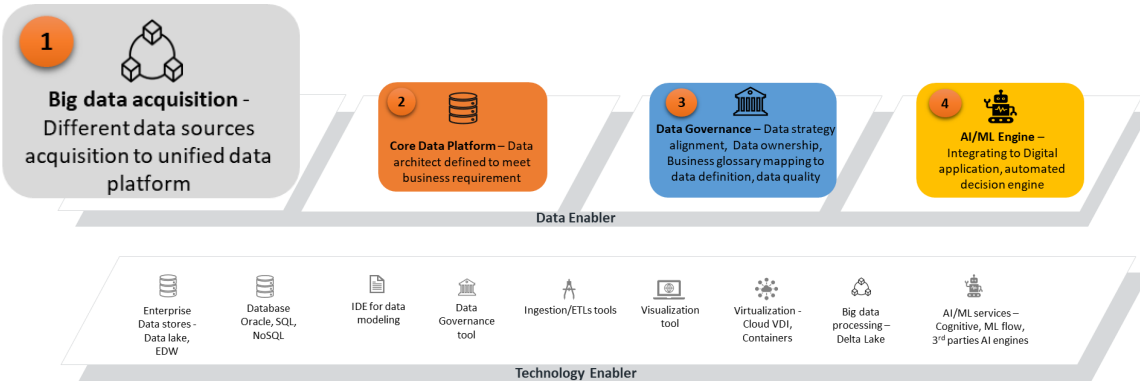 1
Big data acquisition -
Different data sources
acquisition to unified data
platform
2
Core Data Platform – Data
architect defined to meet
business requirement
3
Data Governance – Data strategy
alignment, Data ownership,
Business glossary mapping to
data definition, data quality
4
AI/ML Engine –
Integrating to Digital
application, automated
decision engine
Data Enabler
Enterprise
Data stores -
Data lake,
EDW
Database
Oracle, SQL,
NoSQL
IDE for data
modeling
Data
Governance
tool
Ingestion/ETLs tools
Visualization
tool
Virtualization -
Cloud VDI,
Containers
Big data
processing –
Delta Lake
AI/ML services –
Cognitive, ML flow,
3rd parties AI engines
Technology Enabler